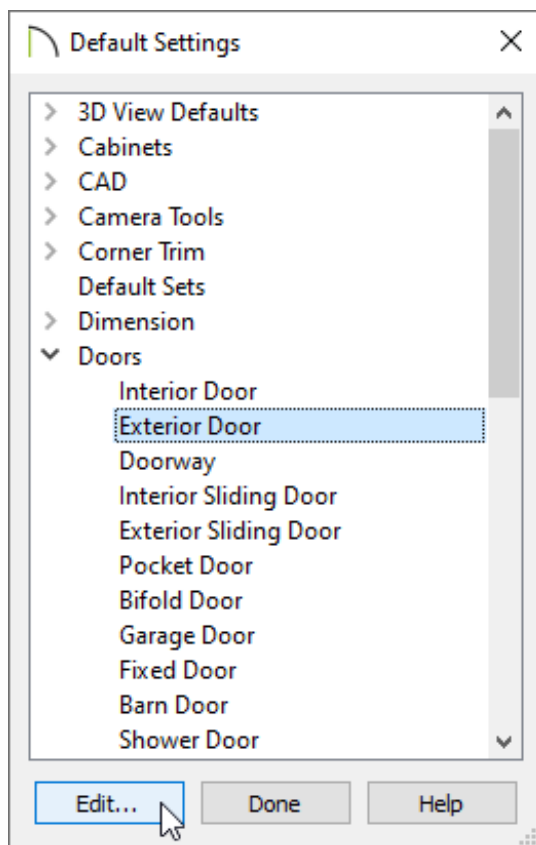 Default Settings
3D View Defaults
Cabinets
CAD
Camera Tools
Corner Trim
Default Sets
Dimension
Doors
Interior Door
Exterior Door
Doorway
Interior Sliding Door
Exterior Sliding Door
Pocket Door
Bifold Door
Garage Door
Fixed Door
Barn Door
Shower Door
Edit... Done Help